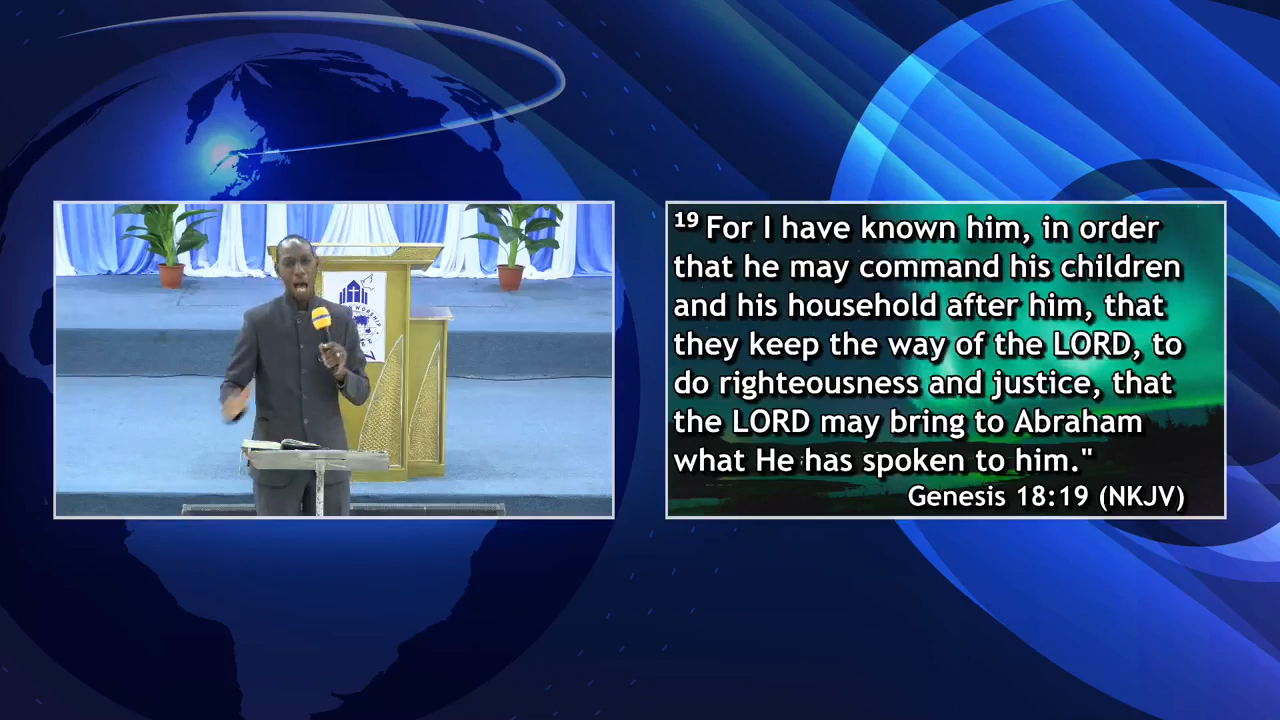 WORSHIP
19 For I have known him, in order
that he may command his children
and his household after him, that
they keep the way of the LORD, to
do righteousness and justice, that
the LORD may bring to Abraham
what He has spoken to him."
Genesis 18:19 (NKJV)